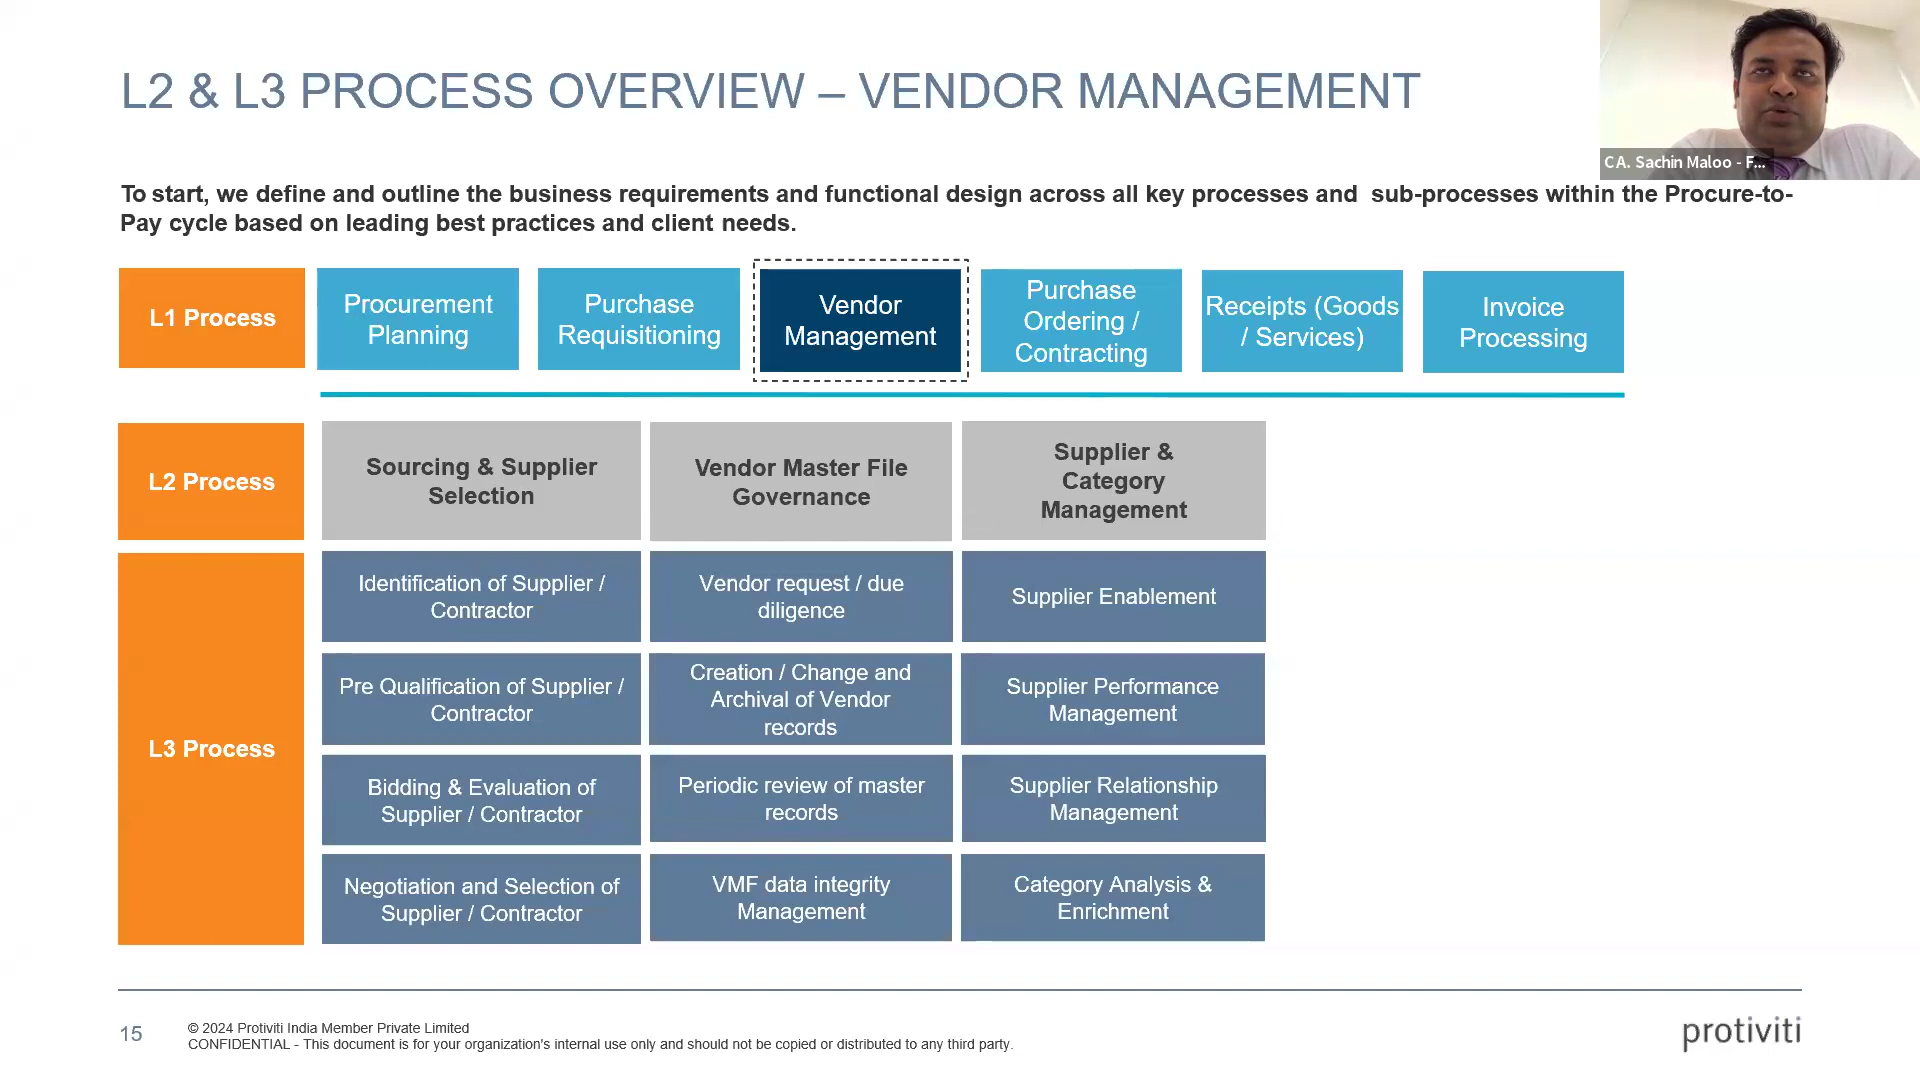 L2 & L3 PROCESS OVERVIEW – VENDOR MANAGEMENT
CA. Sachin Maloo - F...
To start, we define and outline the business requirements and functional design across all key processes and sub-processes within the Procure-to-
Pay cycle based on leading best practices and client needs.
L1 Process
Procurement
Planning
Purchase
Requisitioning
Vendor
Management
Purchase
Ordering /
Contracting
Receipts (Goods
/ Services)
Invoice
Processing
L2 Process
Sourcing & Supplier
Selection
Vendor Master File
Governance
Supplier &
Category
Management
L3 Process
Identification of Supplier /
Contractor
Vendor request / due
diligence
Supplier Enablement
Pre Qualification of Supplier /
Contractor
Creation / Change and
Archival of Vendor
records
Supplier Performance
Management
Bidding & Evaluation of
Supplier / Contractor
Periodic review of master
records
Supplier Relationship
Management
Negotiation and Selection of
Supplier / Contractor
VMF data integrity
Management
Category Analysis &
Enrichment
15
© 2024 Protiviti India Member Private Limited
CONFIDENTIAL - This document is for your organization's internal use only and should not be copied or distributed to any third party.
protiviti